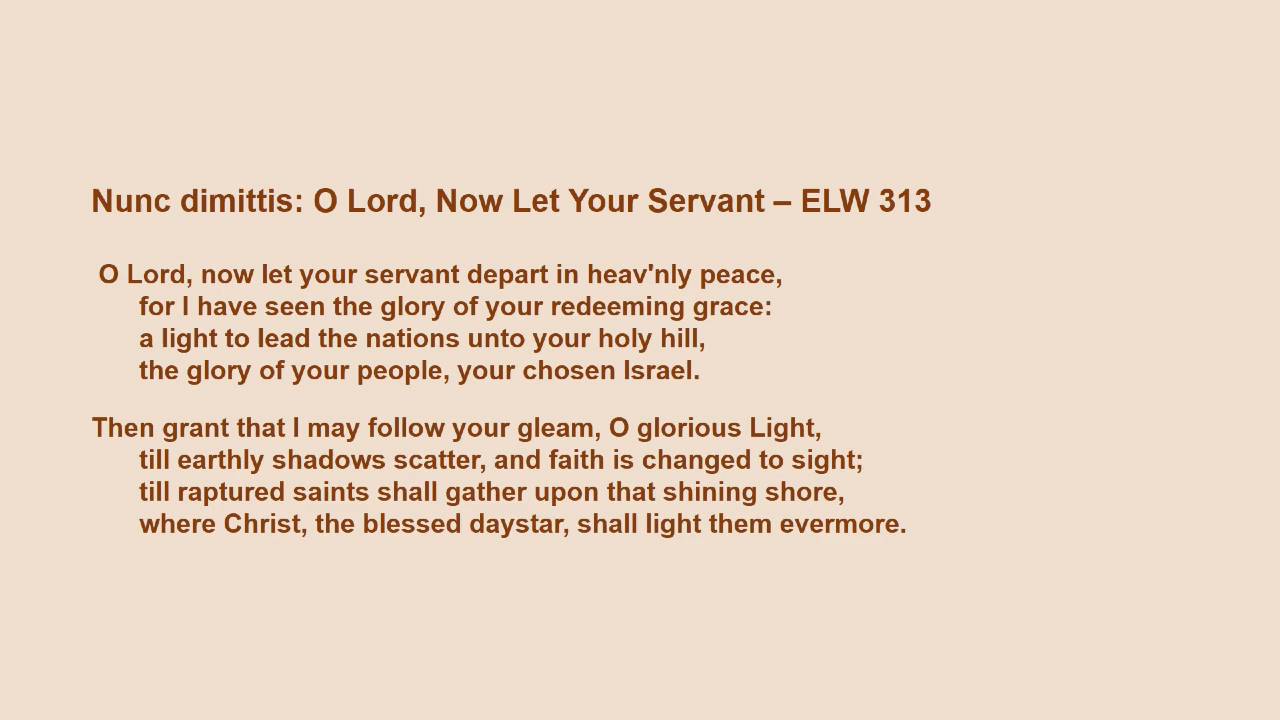 Nunc dimittis: O Lord, Now Let Your Servant – ELW 313
O Lord, now let your servant depart in heav'nly peace,
for I have seen the glory of your redeeming grace:
a light to lead the nations unto your holy hill,
the glory of your people, your chosen Israel.
Then grant that I may follow your gleam, O glorious Light,
till earthly shadows scatter, and faith is changed to sight;
till raptured saints shall gather upon that shining shore,
where Christ, the blessed daystar, shall light them evermore.